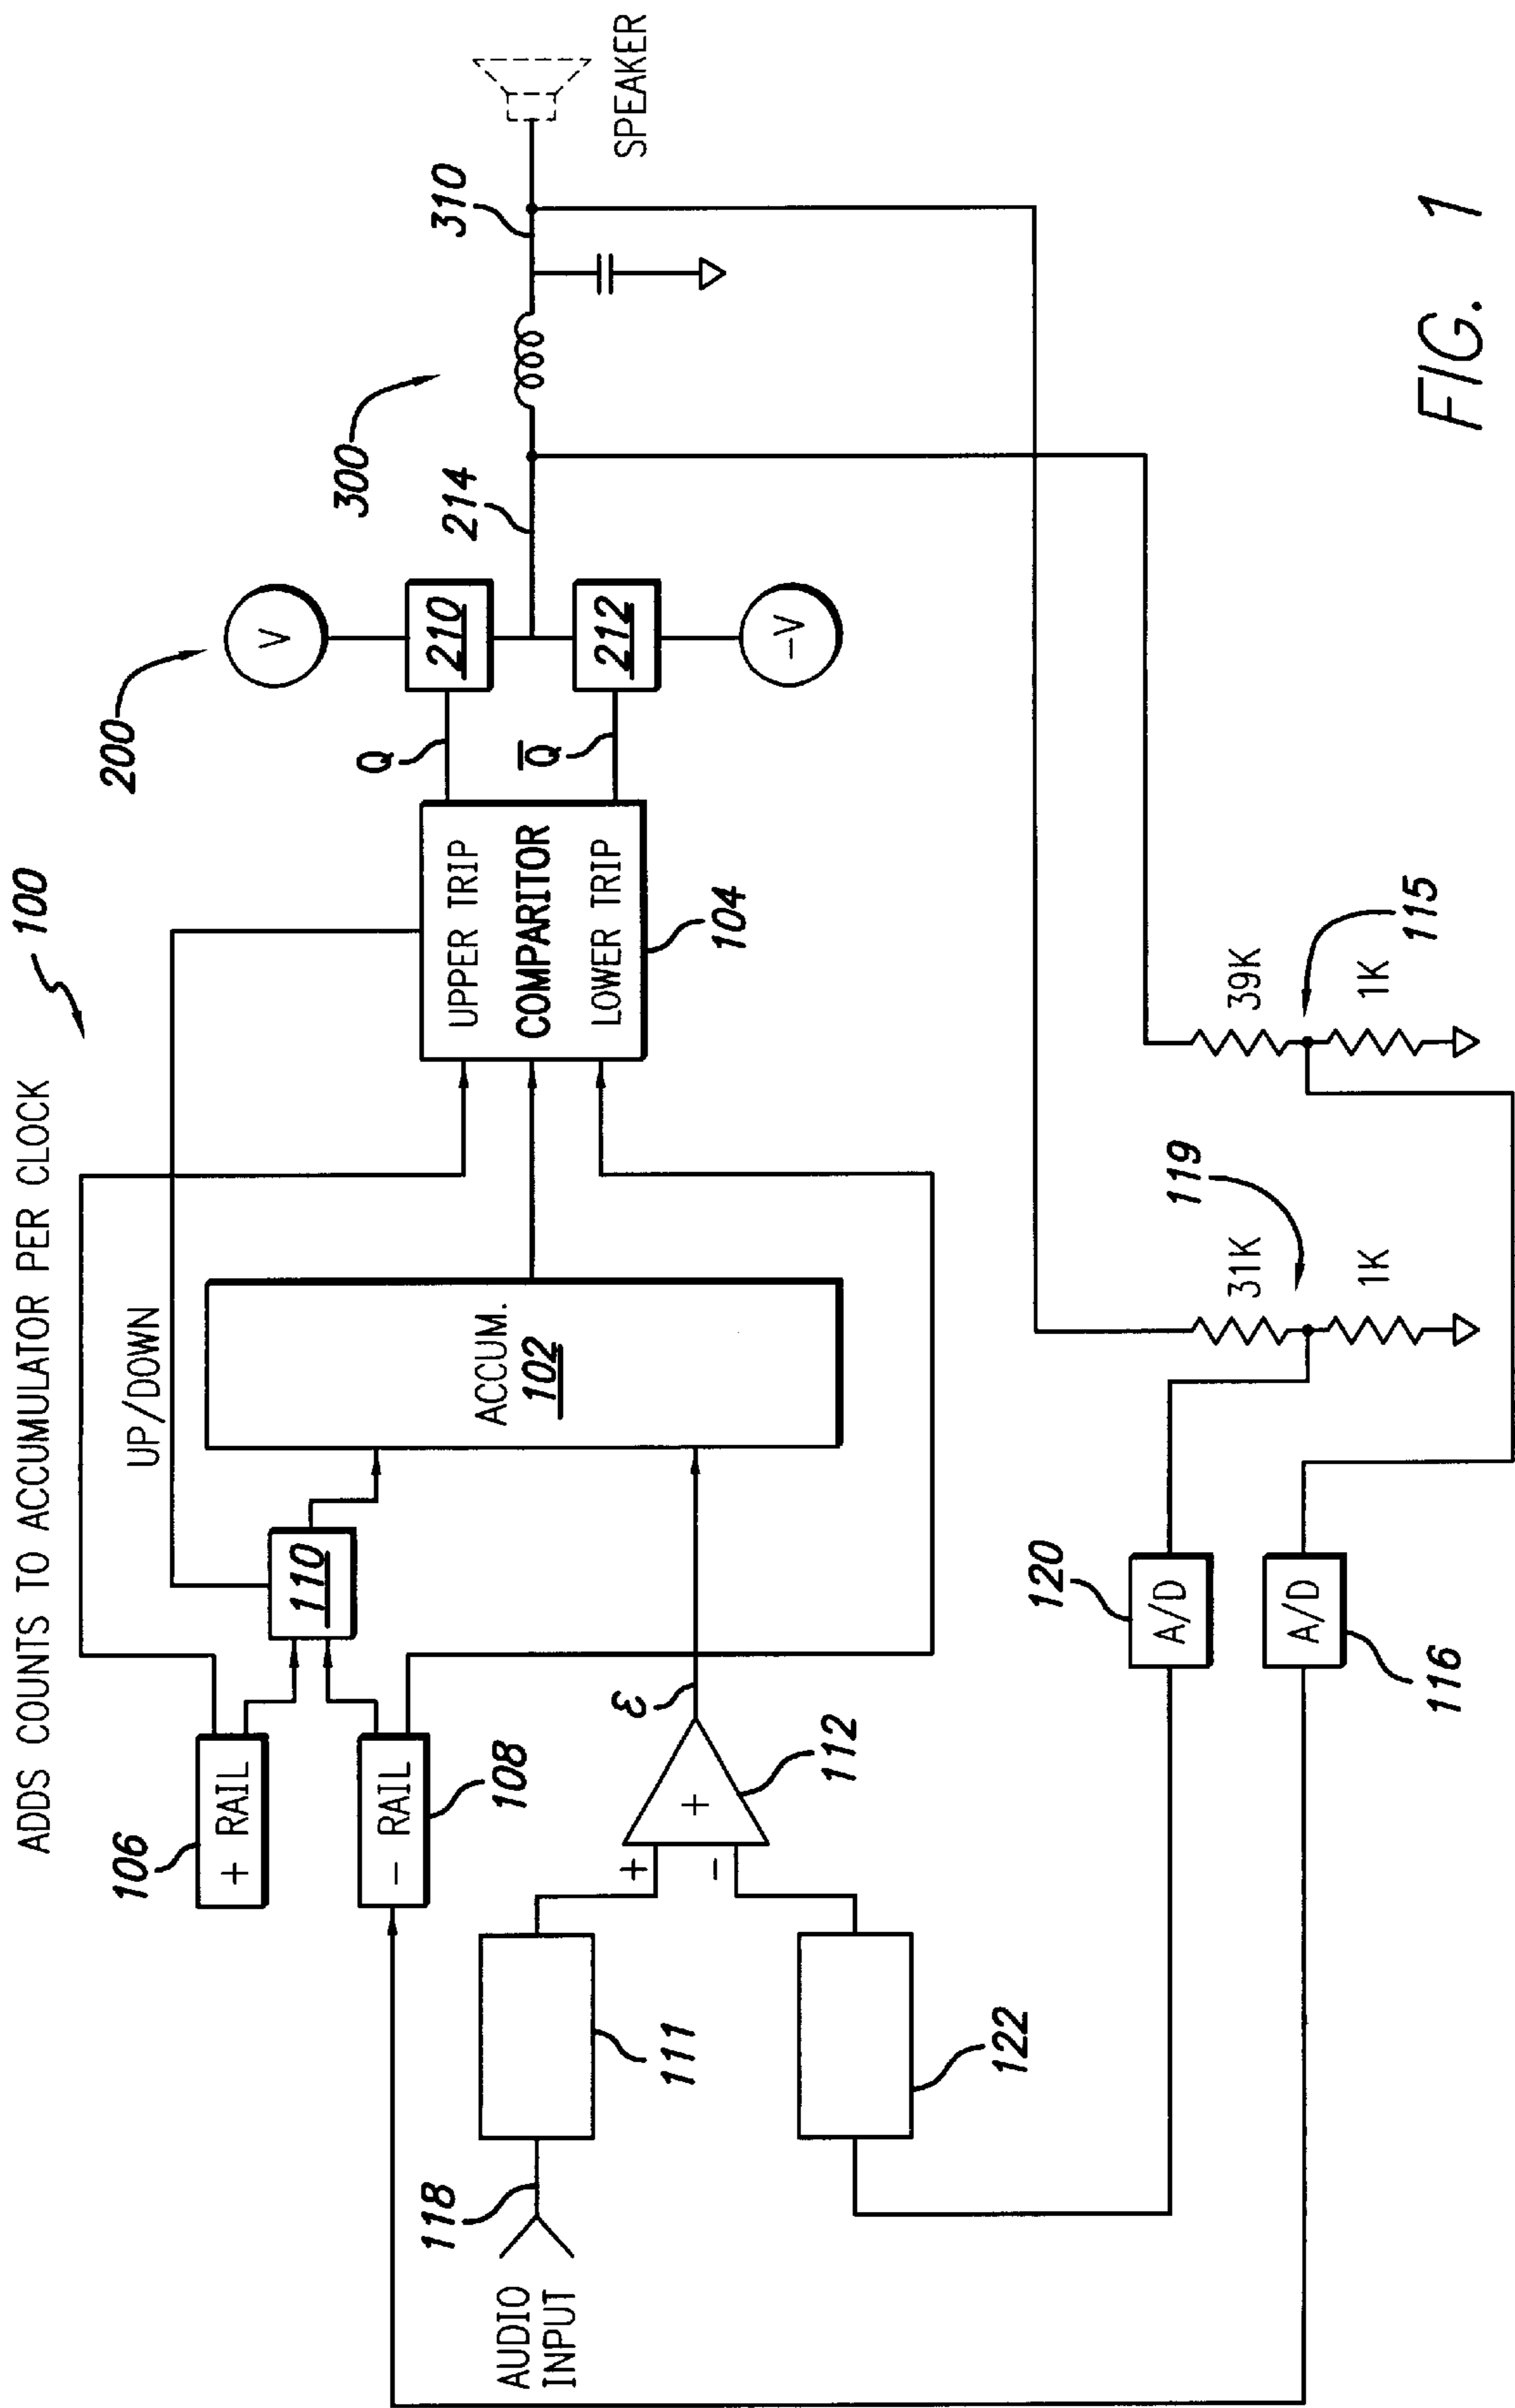 ADDS COUNTS TO ACCUMULATOR PER CLOCK
100
UP/DOWN
106
+ RAIL
110
- RAIL
108
ACCUM.
102
UPPER TRIP
COMPARITOR
LOWER TRIP
104
Q
Q̅
200
V
210
212
-V
214
300
310
SPEAKER
ε
+
-
+
112
118
AUDIO
INPUT
111
122
120
A/D
A/D
116
119
31K
1K
115
39K
1K
FIG. 1